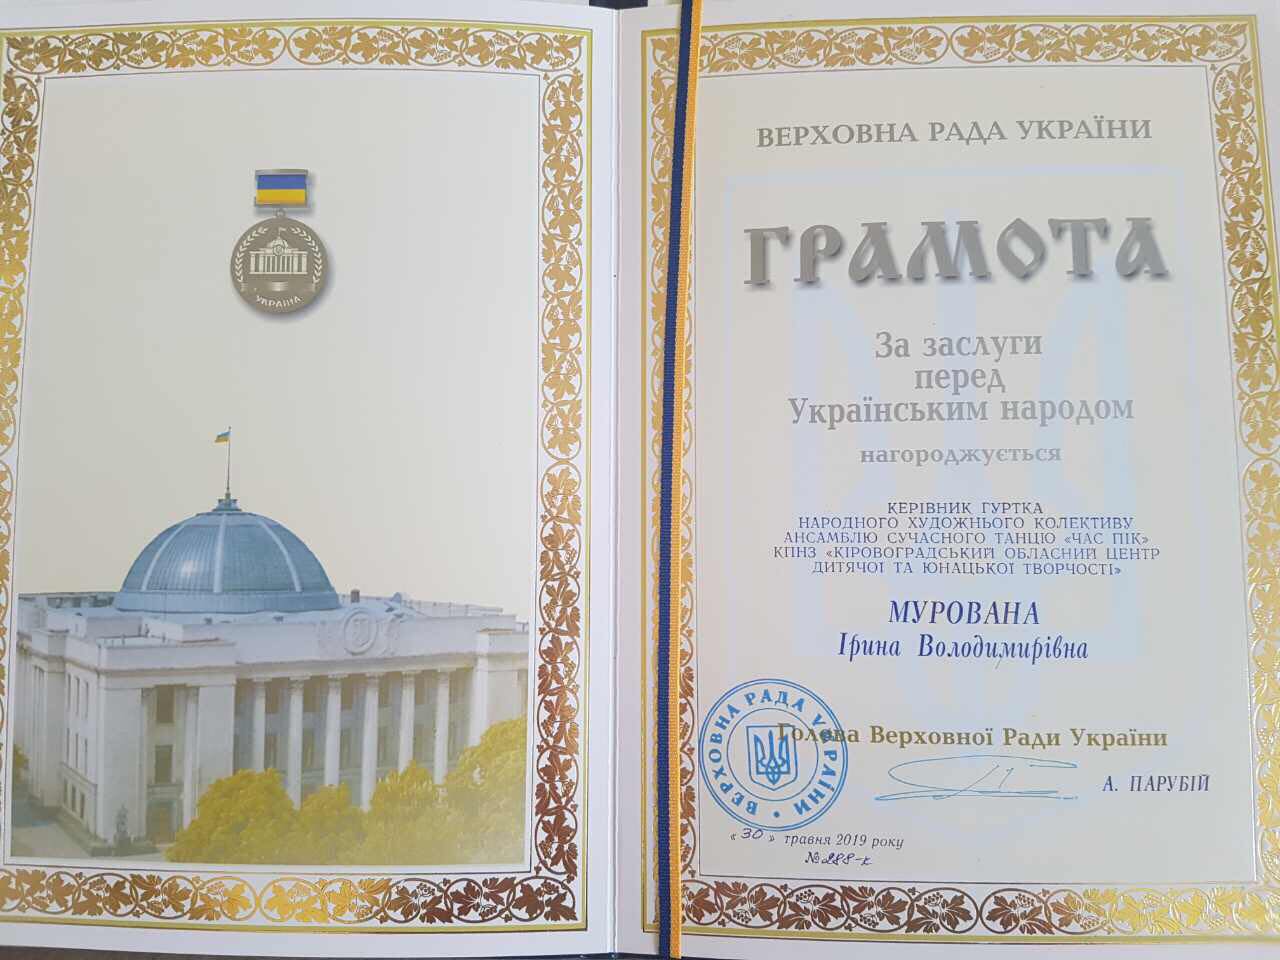 УКРАЇНА
ВЕРХОВНА РАДА УКРАЇНИ
ГРАМОТА
За заслуги
перед
Українським народом
нагороджується
КЕРІВНИК ГУРТКА
НАРОДНОГО ХУДОЖНЬОГО КОЛЕКТИВУ
АНСАМБЛЮ СУЧАСНОГО ТАНЦЮ «ЧАС ПІК»
КПНЗ «КІРОВОГРАДСЬКИЙ ОБЛАСНИЙ ЦЕНТР
ДИТЯЧОЇ ТА ЮНАЦЬКОЇ ТВОРЧОСТІ»
МУРОВАНА
Ірина Володимирівна
Голова Верховної Ради України
А. ПАРУБІЙ
ВЕРХОВНА РАДА УКРАЇНИ
«30» травня 2019 року
№ 288-к